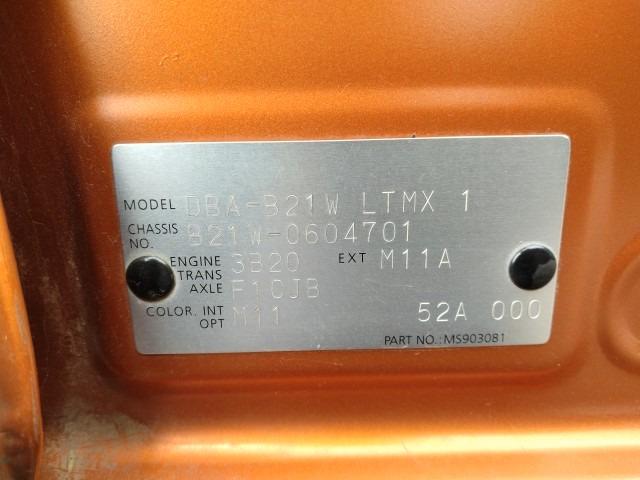 MODEL DBA-B21W LTMX 1
CHASSIS NO. B21W-0604701
ENGINE 3B20 EXT M11A
TRANS AXLE F1CJB
COLOR. INT M11
OPT 52A 000
PART NO.:MS903081